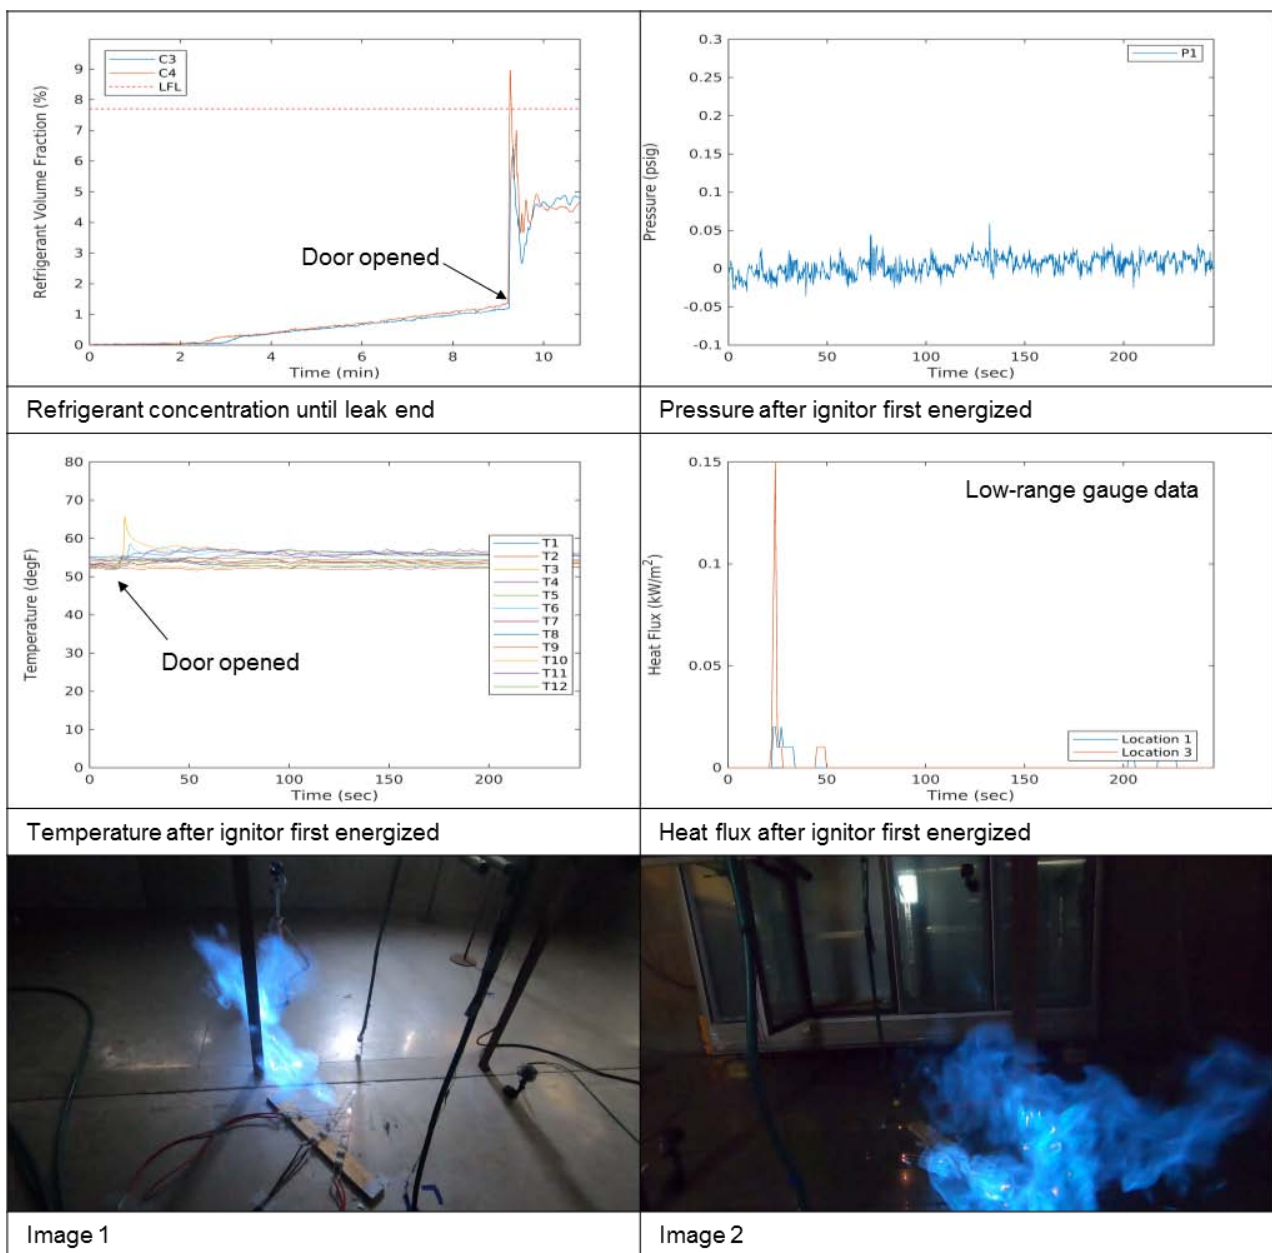 9
8
7
6
5
4
3
2
1
0
0
2
4
6
8
10
Refrigerant Volume Fraction (%)
Time (min)
C3
C4
LFL
Door opened
0.3
0.25
0.2
0.15
0.1
0.05
0
-0.05
-0.1
0
50
100
150
200
Pressure (psig)
Time (sec)
P1
Refrigerant concentration until leak end
Pressure after ignitor first energized
80
70
60
50
40
30
20
10
0
0
50
100
150
200
Temperature (degF)
Time (sec)
T1
T2
T3
T4
T5
T6
T7
T8
T9
T10
T11
T12
Door opened
0.15
0.1
0.05
0
0
50
100
150
200
Heat Flux (kW/m²)
Time (sec)
Low-range gauge data
Location 1
Location 3
Temperature after ignitor first energized
Heat flux after ignitor first energized
Image 1
Image 2